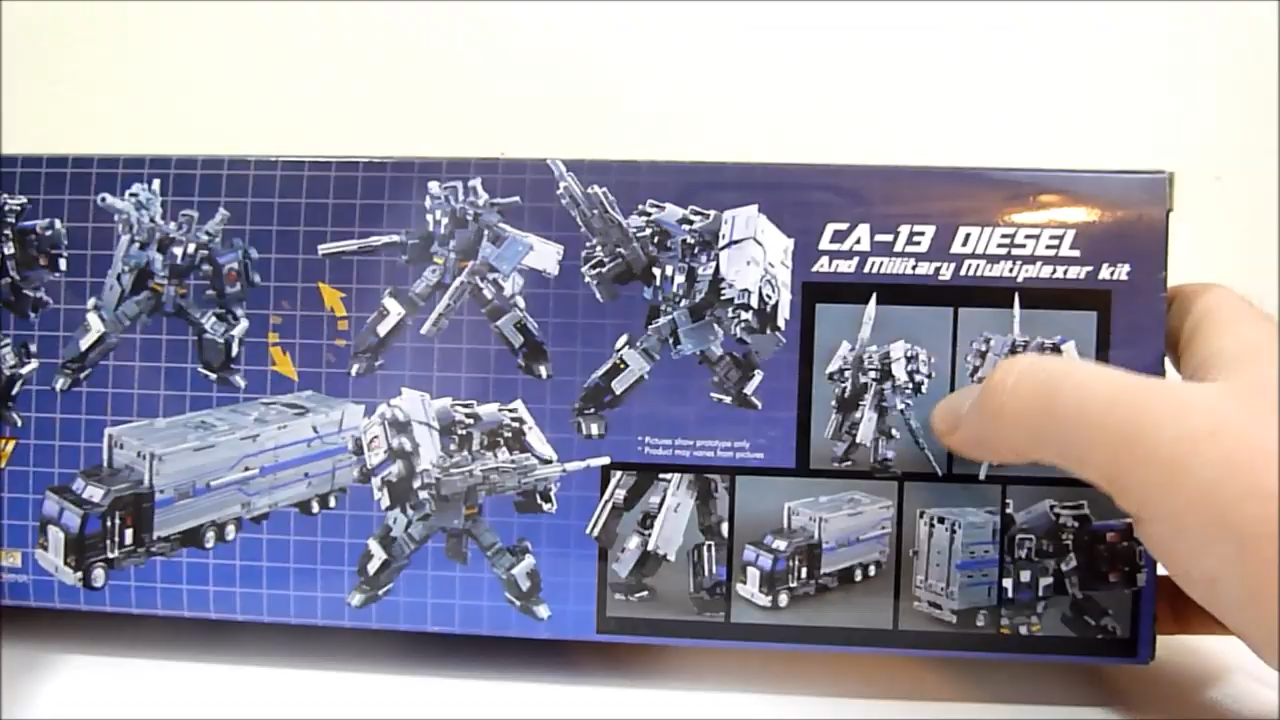 CA-13 DIESEL
And Military Multiplexer kit
* Pictures show prototype only
* Product may varies from pictures